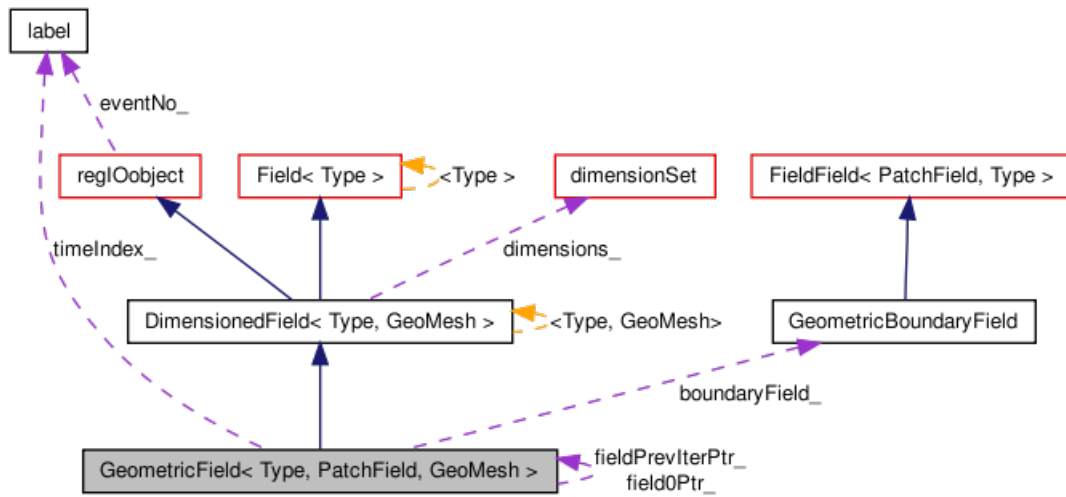 label
eventNo_
regIOobject
Field< Type >
<Type >
dimensionSet
FieldField< PatchField, Type >
timeIndex_
dimensions_
DimensionedField< Type, GeoMesh >
<Type, GeoMesh>
GeometricBoundaryField
boundaryField_
GeometricField< Type, PatchField, GeoMesh >
fieldPrevIterPtr_
field0Ptr_